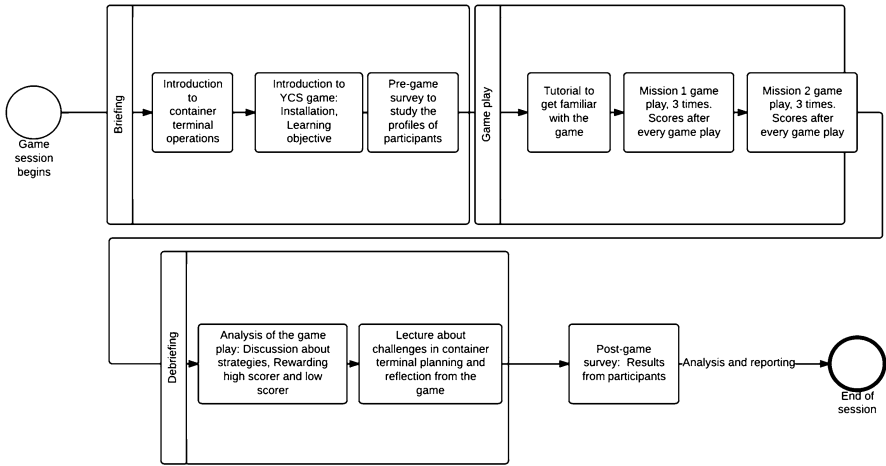 Game
session
begins
Briefing
Introduction
to
container
terminal
operations
Introduction to
YCS game:
Installation,
Learning
objective
Pre-game
survey to
study the
profiles of
participants
Game play
Tutorial to
get familiar
with the
game
Mission 1 game
play, 3 times.
Scores after
every game play
Mission 2 game
play, 3 times.
Scores after
every game play
Debriefing
Analysis of the game
play: Discussion about
strategies, Rewarding
high scorer and low
scorer
Lecture about
challenges in container
terminal planning and
reflection from the
game
Post-game
survey: Results
from participants
Analysis and reporting
End of
session